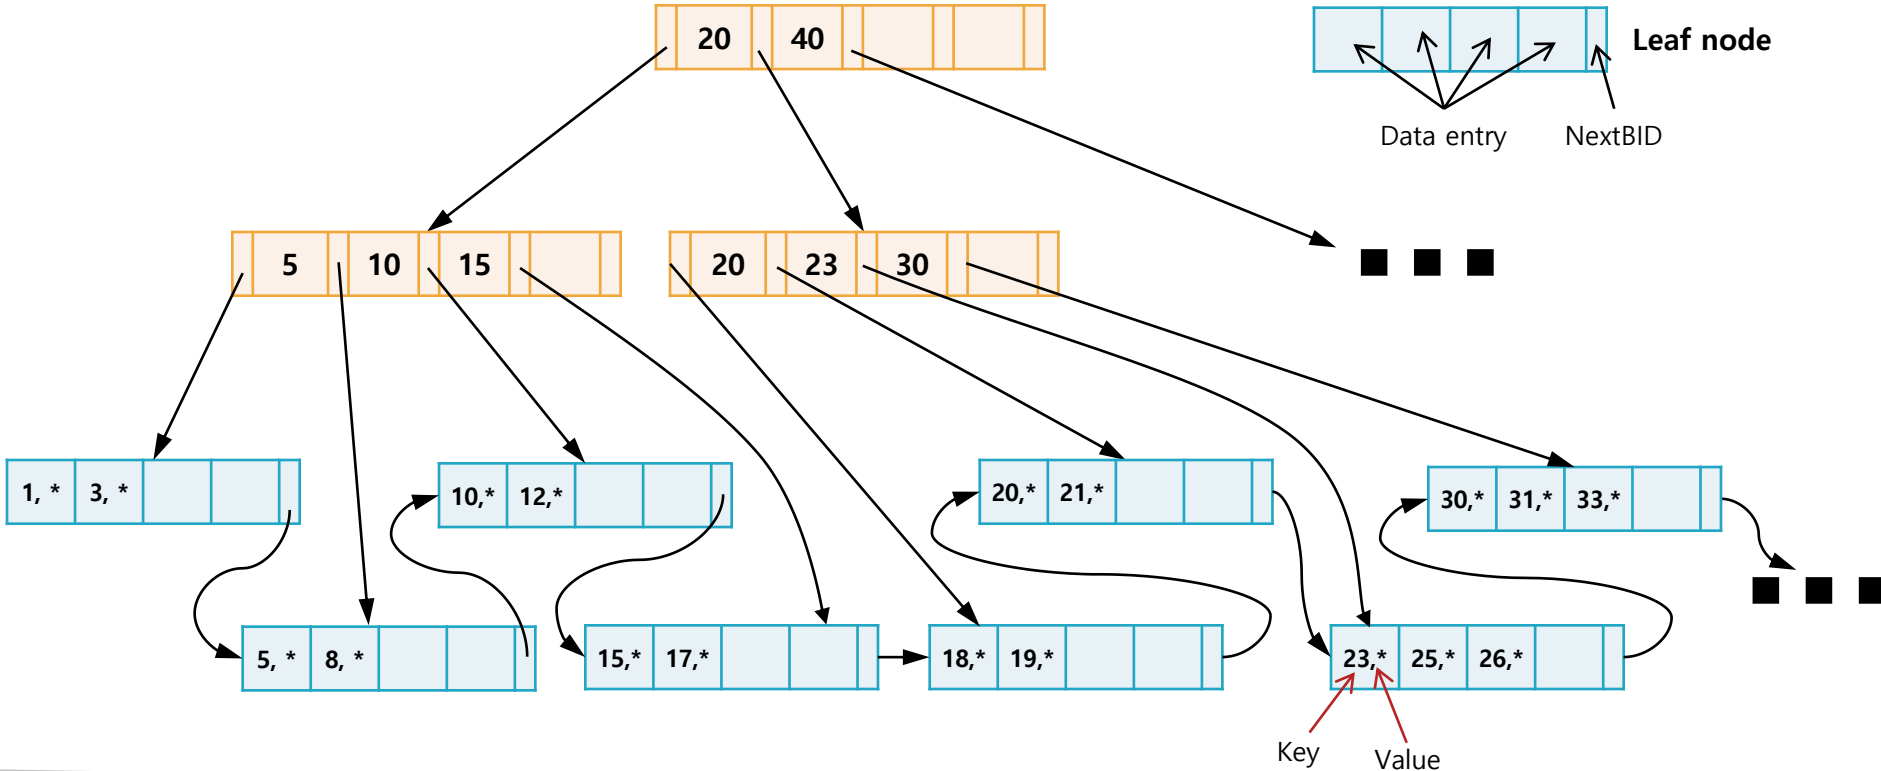 20 40
Leaf node
Data entry NextBID
5 10 15
20 23 30
1, * 3, *
10,* 12,*
20,* 21,*
30,* 31,* 33,*
5, * 8, *
15,* 17,*
18,* 19,*
23,* 25,* 26,*
Key
Value